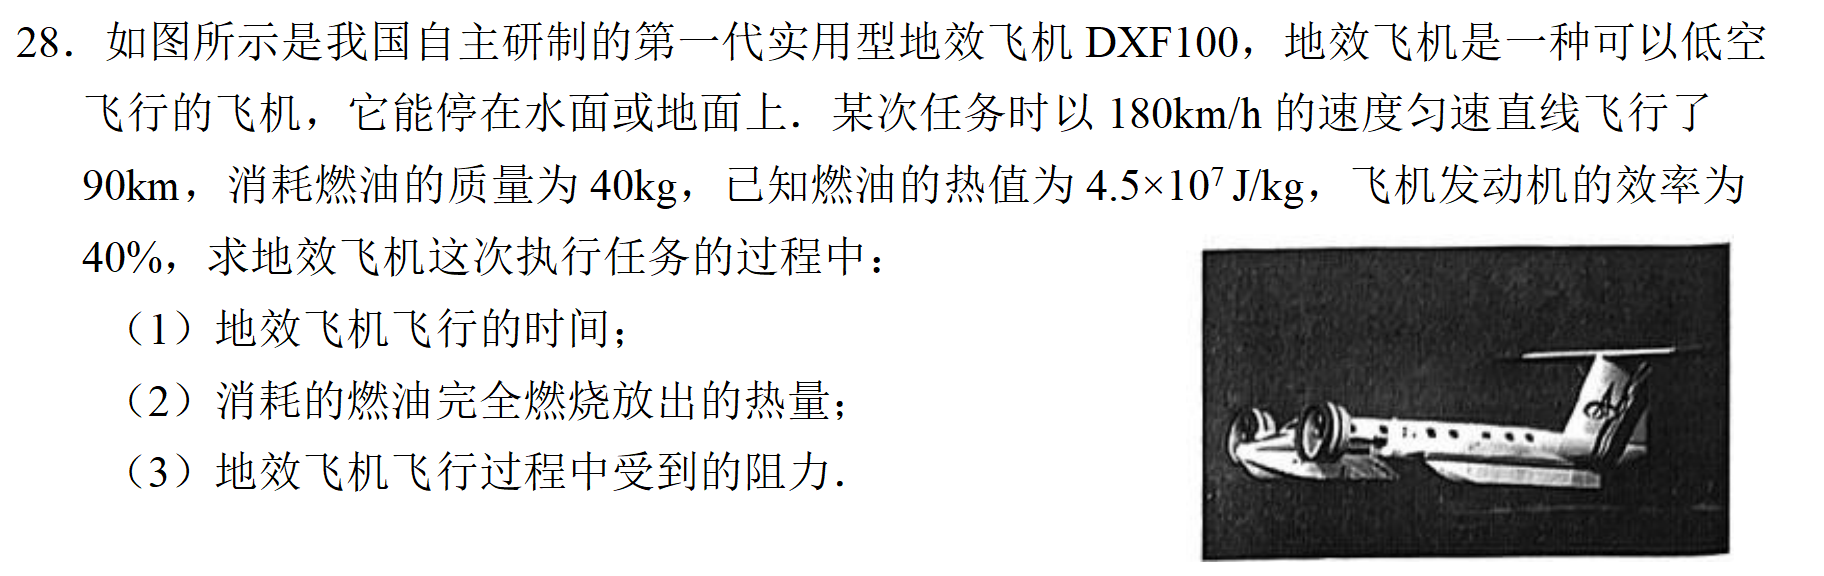 28．如图所示是我国自主研制的第一代实用型地效飞机 DXF100，地效飞机是一种可以低空
飞行的飞机，它能停在水面或地面上．某次任务时以 180km/h 的速度匀速直线飞行了
90km，消耗燃油的质量为 40kg，已知燃油的热值为 4.5×10⁷ J/kg，飞机发动机的效率为
40%，求地效飞机这次执行任务的过程中：
（1）地效飞机飞行的时间；
（2）消耗的燃油完全燃烧放出的热量；
（3）地效飞机飞行过程中受到的阻力．